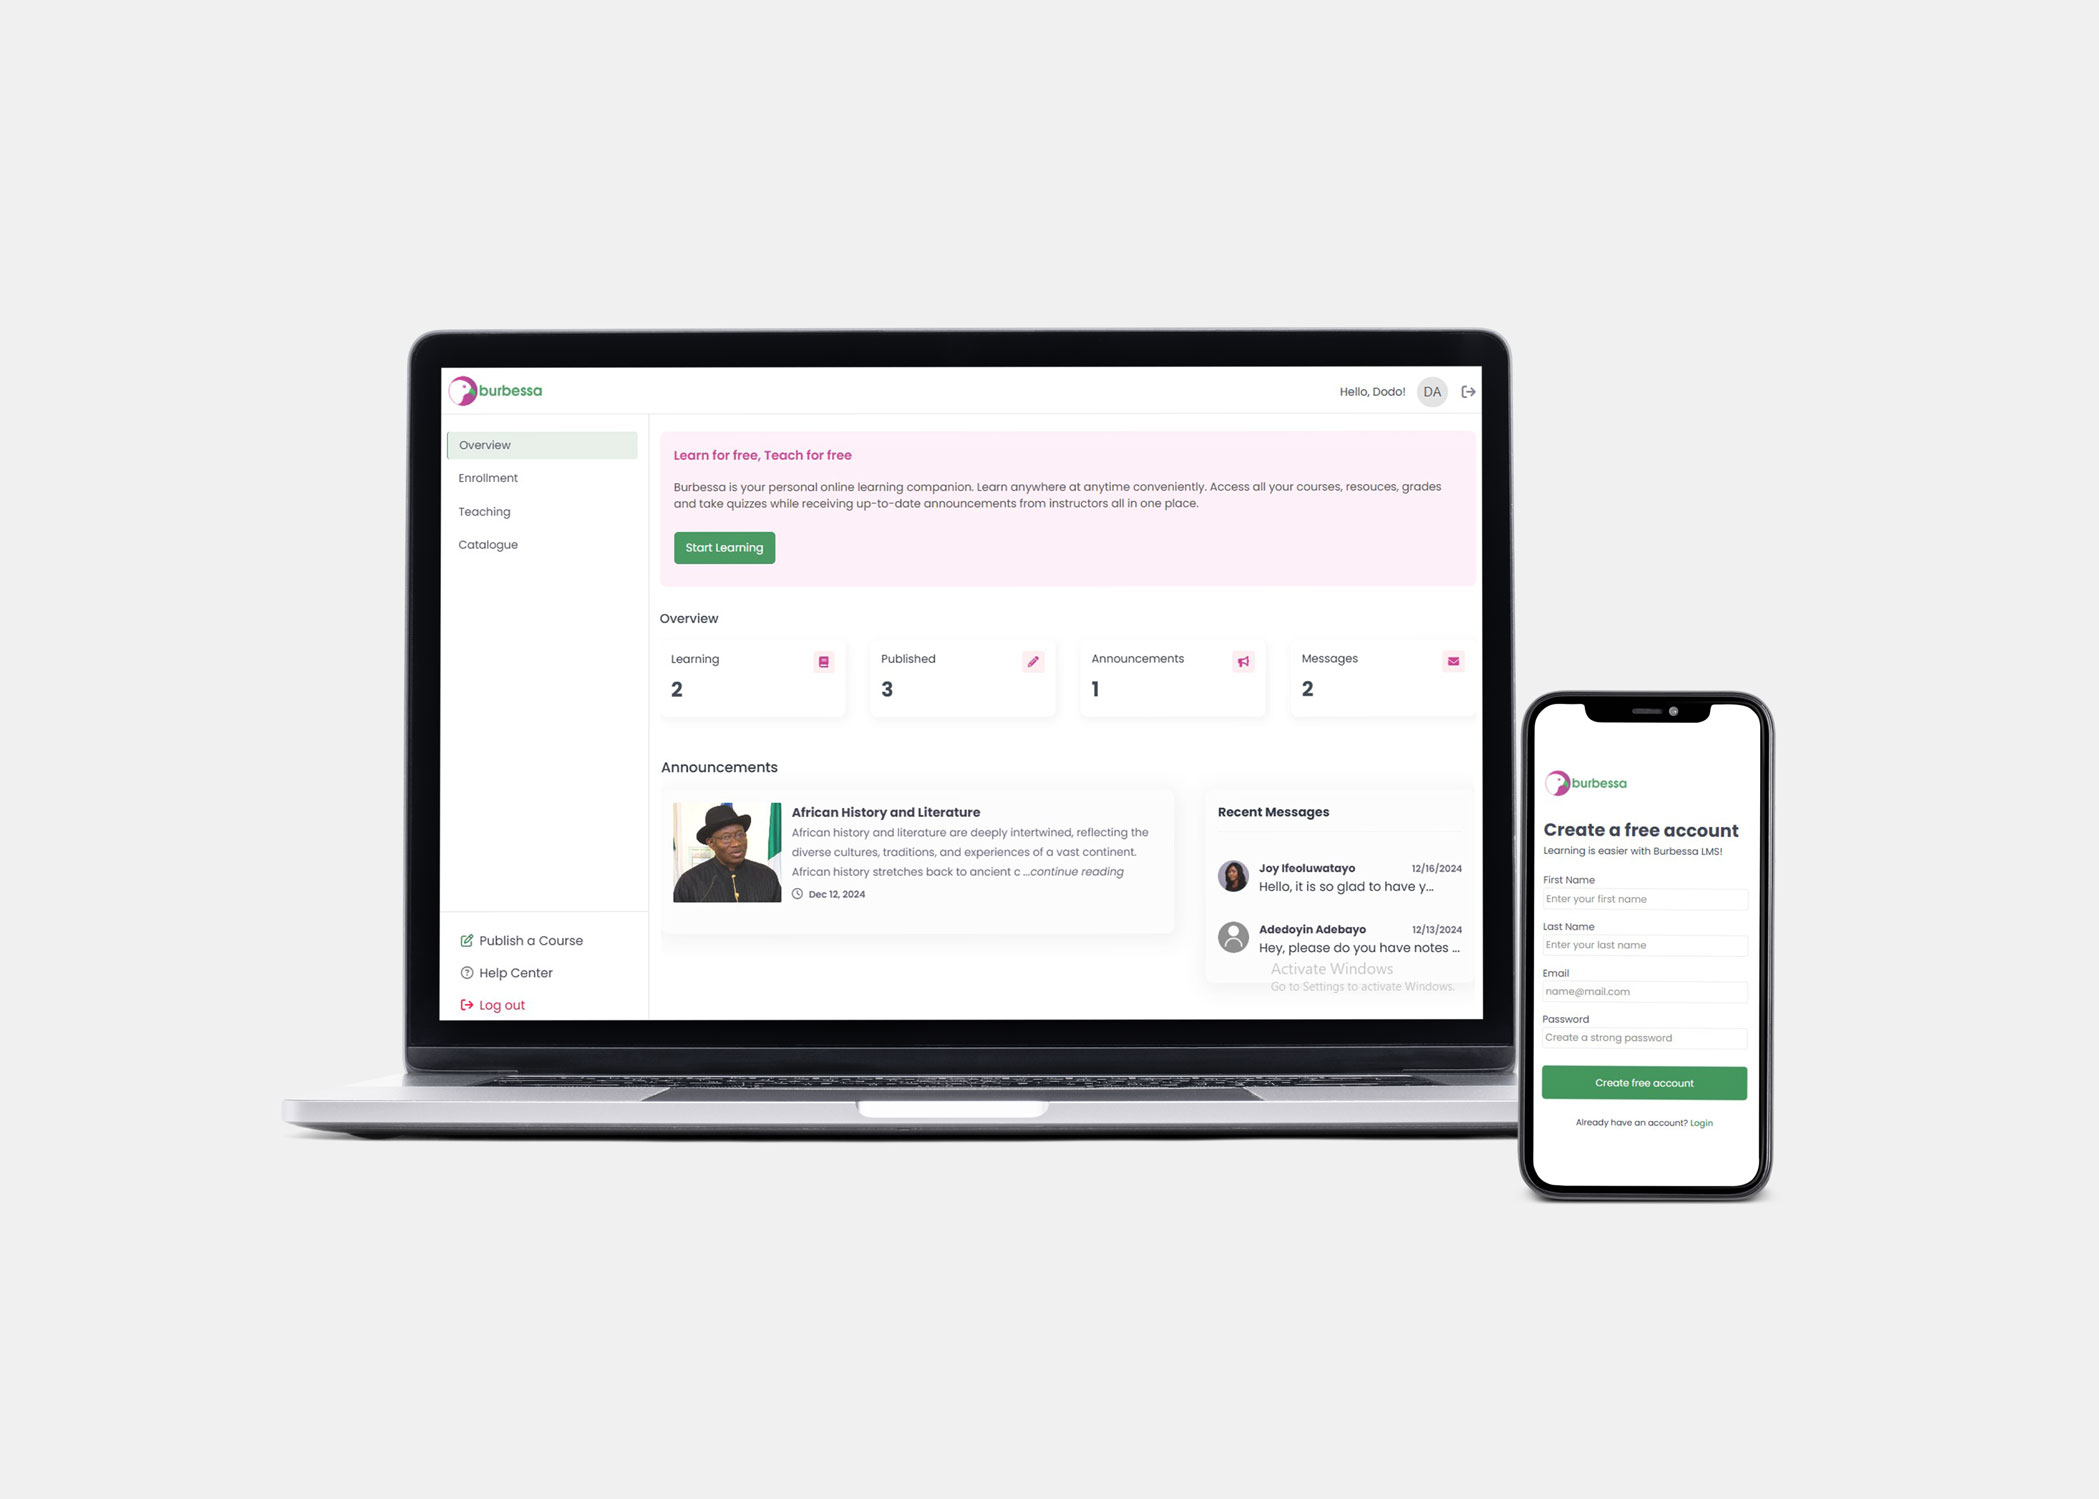 burbessa
Hello, Dodo!
DA
Overview
Enrollment
Teaching
Catalogue
Publish a Course
Help Center
Log out
Learn for free, Teach for free
Burbessa is your personal online learning companion. Learn anywhere at anytime conveniently. Access all your courses, resouces, grades
and take quizzes while receiving up-to-date announcements from instructors all in one place.
Start Learning
Overview
Learning
2
Published
3
Announcements
1
Messages
2
Announcements
African History and Literature
African history and literature are deeply intertwined, reflecting the
diverse cultures, traditions, and experiences of a vast continent.
African history stretches back to ancient c ...continue reading
Dec 12, 2024
Recent Messages
Joy Ifeoluwatayo 12/16/2024
Hello, it is so glad to have y...
Adedoyin Adebayo 12/13/2024
Hey, please do you have notes ...
Activate Windows
Go to Settings to activate Windows.
burbessa
Create a free account
Learning is easier with Burbessa LMS!
First Name
Enter your first name
Last Name
Enter your last name
Email
name@mail.com
Password
Create a strong password
Create free account
Already have an account? Login